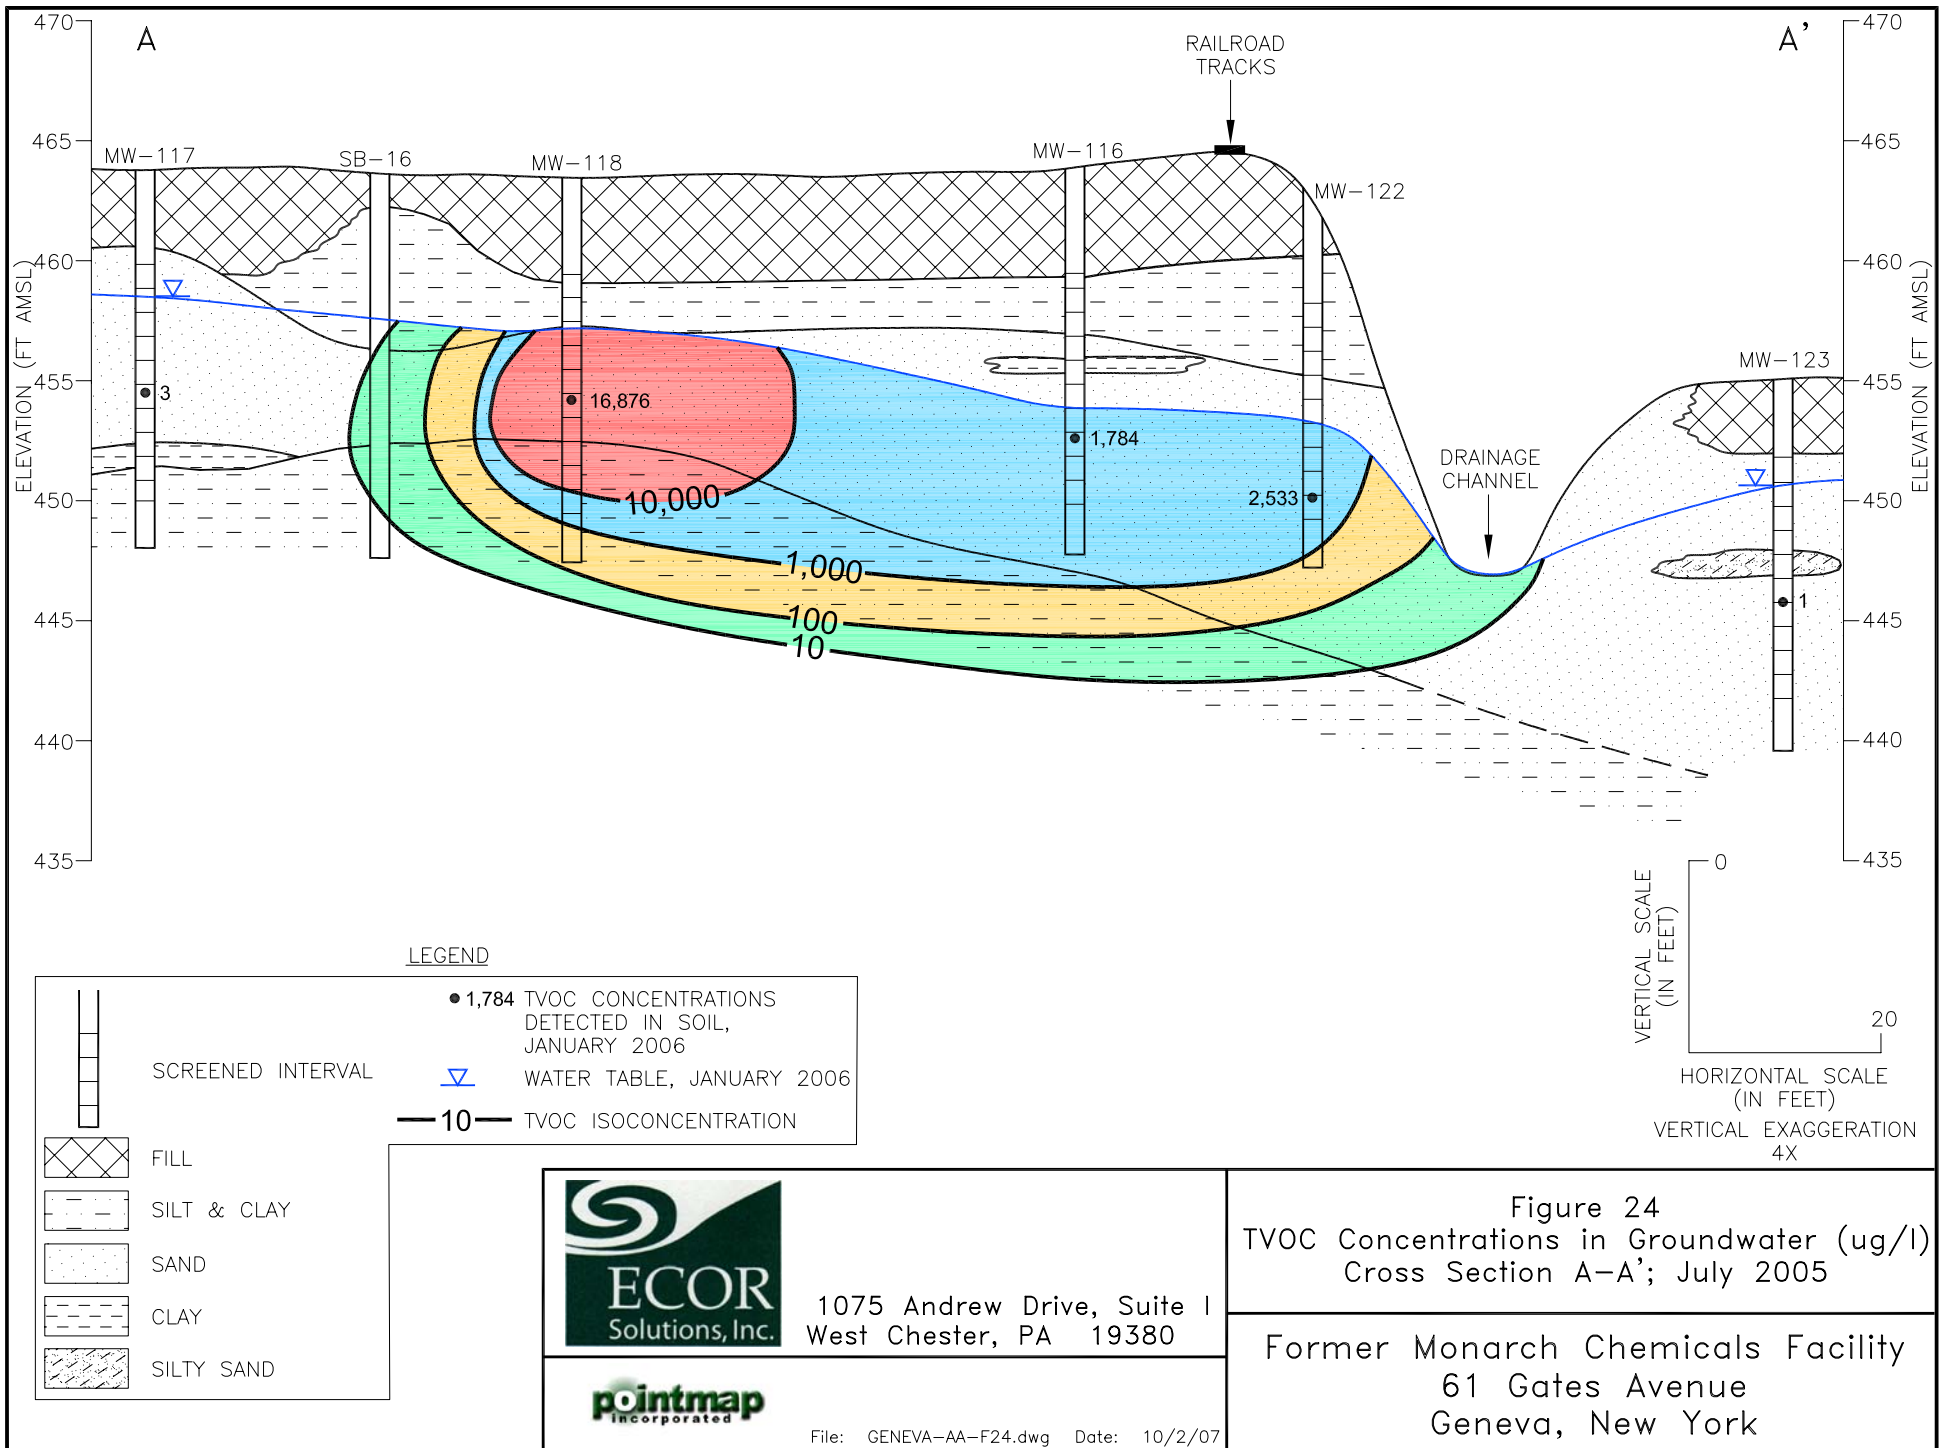 470
A
RAILROAD
TRACKS
A'
470
465
465
MW-117
SB-16
MW-118
MW-116
MW-122
460
460
MW-123
455
455
ELEVATION (FT AMSL)
ELEVATION (FT AMSL)
3
16,876
1,784
2,533
DRAINAGE
CHANNEL
450
450
10,000
1,000
100
10
1
445
445
440
440
435
435
0
20
VERTICAL SCALE
(IN FEET)
HORIZONTAL SCALE
(IN FEET)
VERTICAL EXAGGERATION
4X
LEGEND
SCREENED INTERVAL
1,784 TVOC CONCENTRATIONS
DETECTED IN SOIL,
JANUARY 2006
WATER TABLE, JANUARY 2006
10 TVOC ISOCONCENTRATION
FILL
SILT & CLAY
SAND
CLAY
SILTY SAND
ECOR
Solutions, Inc.
1075 Andrew Drive, Suite I
West Chester, PA 19380
pointmap
incorporated
File: GENEVA-AA-F24.dwg Date: 10/2/07
Figure 24
TVOC Concentrations in Groundwater (ug/l)
Cross Section A-A'; July 2005
Former Monarch Chemicals Facility
61 Gates Avenue
Geneva, New York